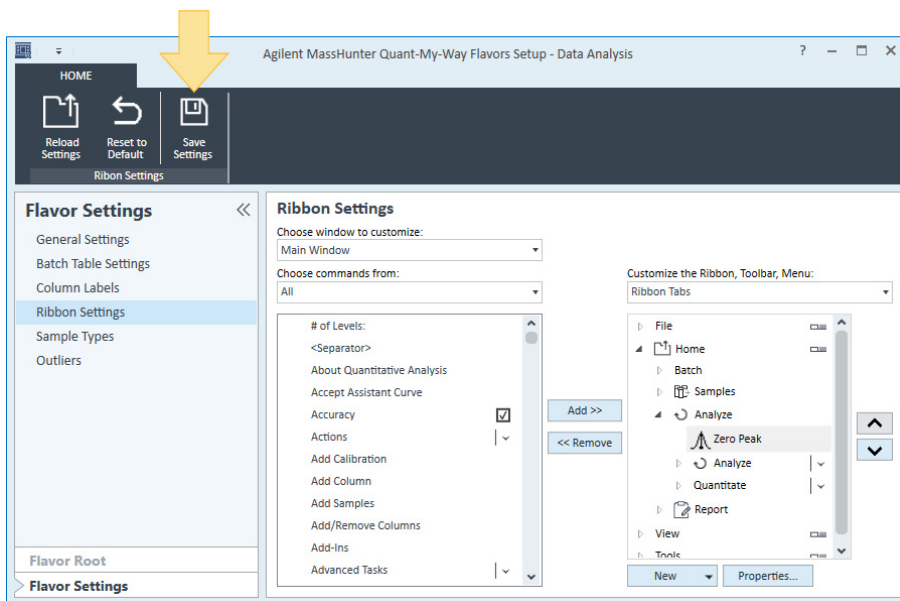 Agilent MassHunter Quant-My-Way Flavors Setup - Data Analysis
?
HOME
Reload
Settings
Reset to
Default
Save
Settings
Ribon Settings
Flavor Settings
General Settings
Batch Table Settings
Column Labels
Ribbon Settings
Sample Types
Outliers
Flavor Root
Flavor Settings
Ribbon Settings
Choose window to customize:
Main Window
Choose commands from:
All
# of Levels:
<Separator>
About Quantitative Analysis
Accept Assistant Curve
Accuracy
Actions
Add Calibration
Add Column
Add Samples
Add/Remove Columns
Add-Ins
Advanced Tasks
Add >>
<< Remove
Customize the Ribbon, Toolbar, Menu:
Ribbon Tabs
File
Home
Batch
Samples
Analyze
Zero Peak
Analyze
Quantitate
Report
View
Tools
New
Properties...